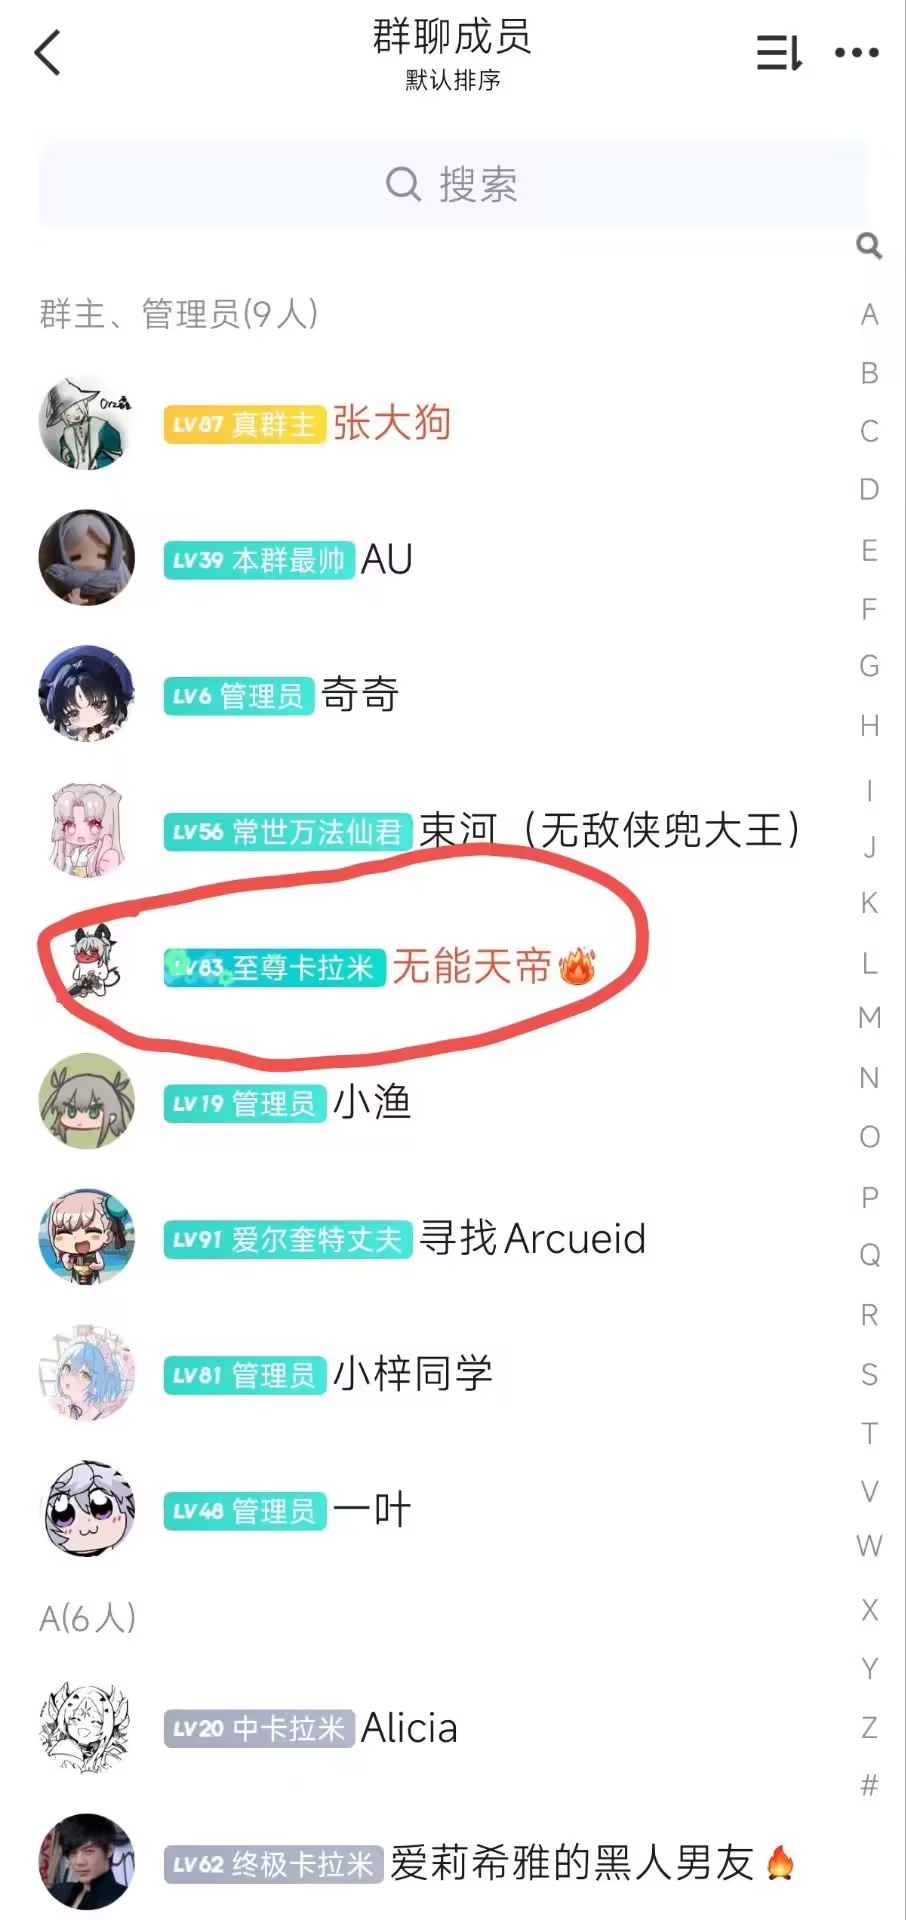 群聊成员
默认排序
搜索
群主、管理员(9人)
A
B
Orz磊
LV87 真群主 张大狗
C
D
LV39 本群最帅 AU
E
F
G
LV6 管理员 奇奇
H
I
LV56 常世万法仙君 束河（无敌侠兜大王）
J
K
LV83 至尊卡拉米 无能天帝🔥
L
M
N
LV19 管理员 小渔
O
P
LV91 爱尔奎特丈夫 寻找Arcueid
Q
R
LV81 管理员 小梓同学
S
T
V
LV48 管理员 一叶
W
A(6人)
X
Y
LV20 中卡拉米 Alicia
Z
#
LV62 终极卡拉米 爱莉希雅的黑人男友🔥